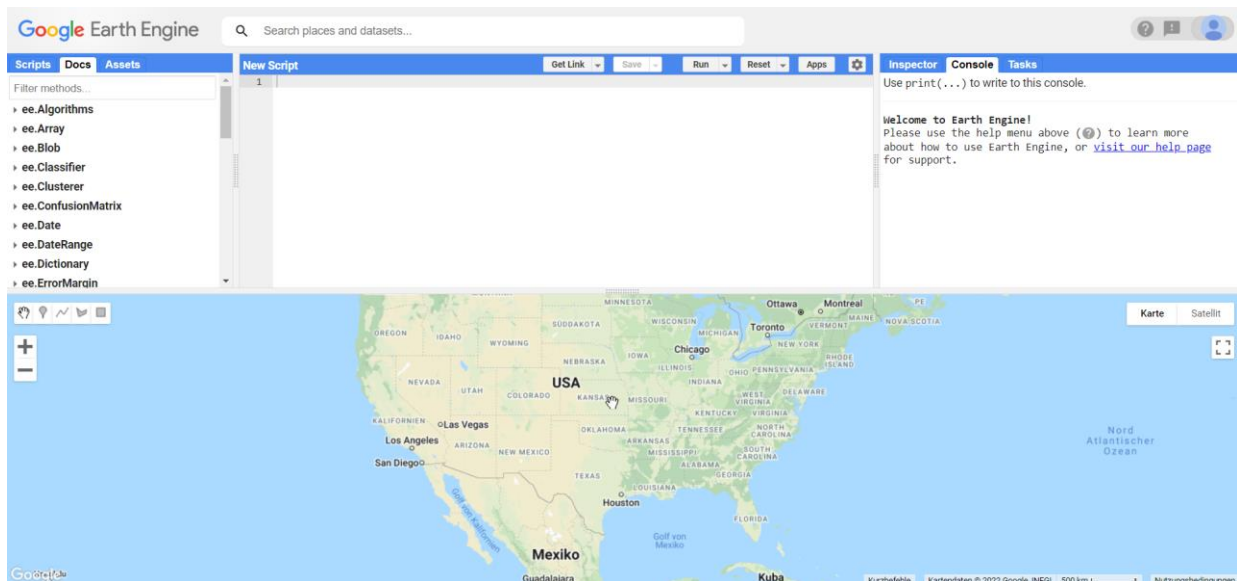 Google Earth Engine
Search places and datasets...
Scripts Docs Assets
Filter methods...
ee.Algorithms
ee.Array
ee.Blob
ee.Classifier
ee.Clusterer
ee.ConfusionMatrix
ee.Date
ee.DateRange
ee.Dictionary
ee.ErrorMargin
New Script Get Link Save Run Reset Apps
1
Inspector Console Tasks
Use print(...) to write to this console.
Welcome to Earth Engine!
Please use the help menu above (?) to learn more
about how to use Earth Engine, or visit our help page
for support.
Karte Satellit
MINNESOTA
Ottawa
Montreal
PE
OREGON
IDAHO
WYOMING
SÜDDAKOTA
WISCONSIN
MICHIGAN
Toronto
VERMONT
MAINE
NOVA SCOTIA
NEW YORK
Chicago
IOWA
NEBRASKA
ILLINOIS
INDIANA
OHIO
PENNSYLVANIA
RHODE
ISLAND
NEVADA
UTAH
COLORADO
USA
KANSAS
MISSOURI
WEST
VIRGINIA
DELAWARE
KENTUCKY
VIRGINIA
KALIFORNIEN
Las Vegas
Los Angeles
ARIZONA
NEW MEXICO
OKLAHOMA
ARKANSAS
TENNESSEE
NORTH
CAROLINA
MISSISSIPPI
SOUTH
CAROLINA
San Diego
ALABAMA
GEORGIA
TEXAS
LOUISIANA
Houston
FLORIDA
Golf von
Kalifornien
Golf von
Mexiko
Mexiko
Guadalajara
Kuba
Nord
Atlantischer
Ozean
Google
Kurzbefehle Kartendaten © 2022 Google, INEGI 500 km Nutzungsbedingungen